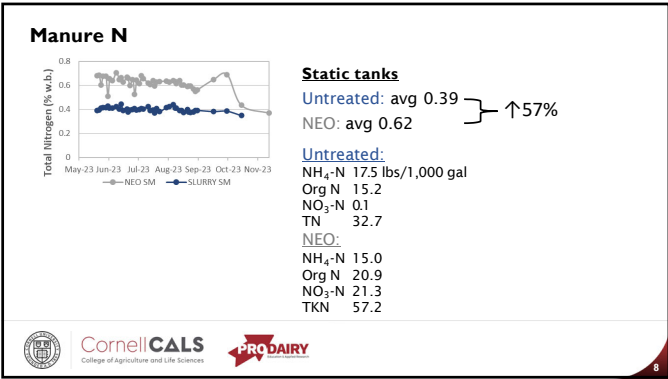 Manure N
0.8
0.6
0.4
0.2
0
Total Nitrogen (% w.b.)
May-23 Jun-23 Jul-23 Aug-23 Sep-23 Oct-23 Nov-23
NEO SM SLURRY SM
Static tanks
Untreated: avg 0.39
NEO: avg 0.62
↑57%
Untreated:
NH₄-N 17.5 lbs/1,000 gal
Org N 15.2
NO₃-N 0.1
TN 32.7
NEO:
NH₄-N 15.0
Org N 20.9
NO₃-N 21.3
TKN 57.2
CornellCALS
College of Agriculture and Life Sciences
PRODAIRY
8